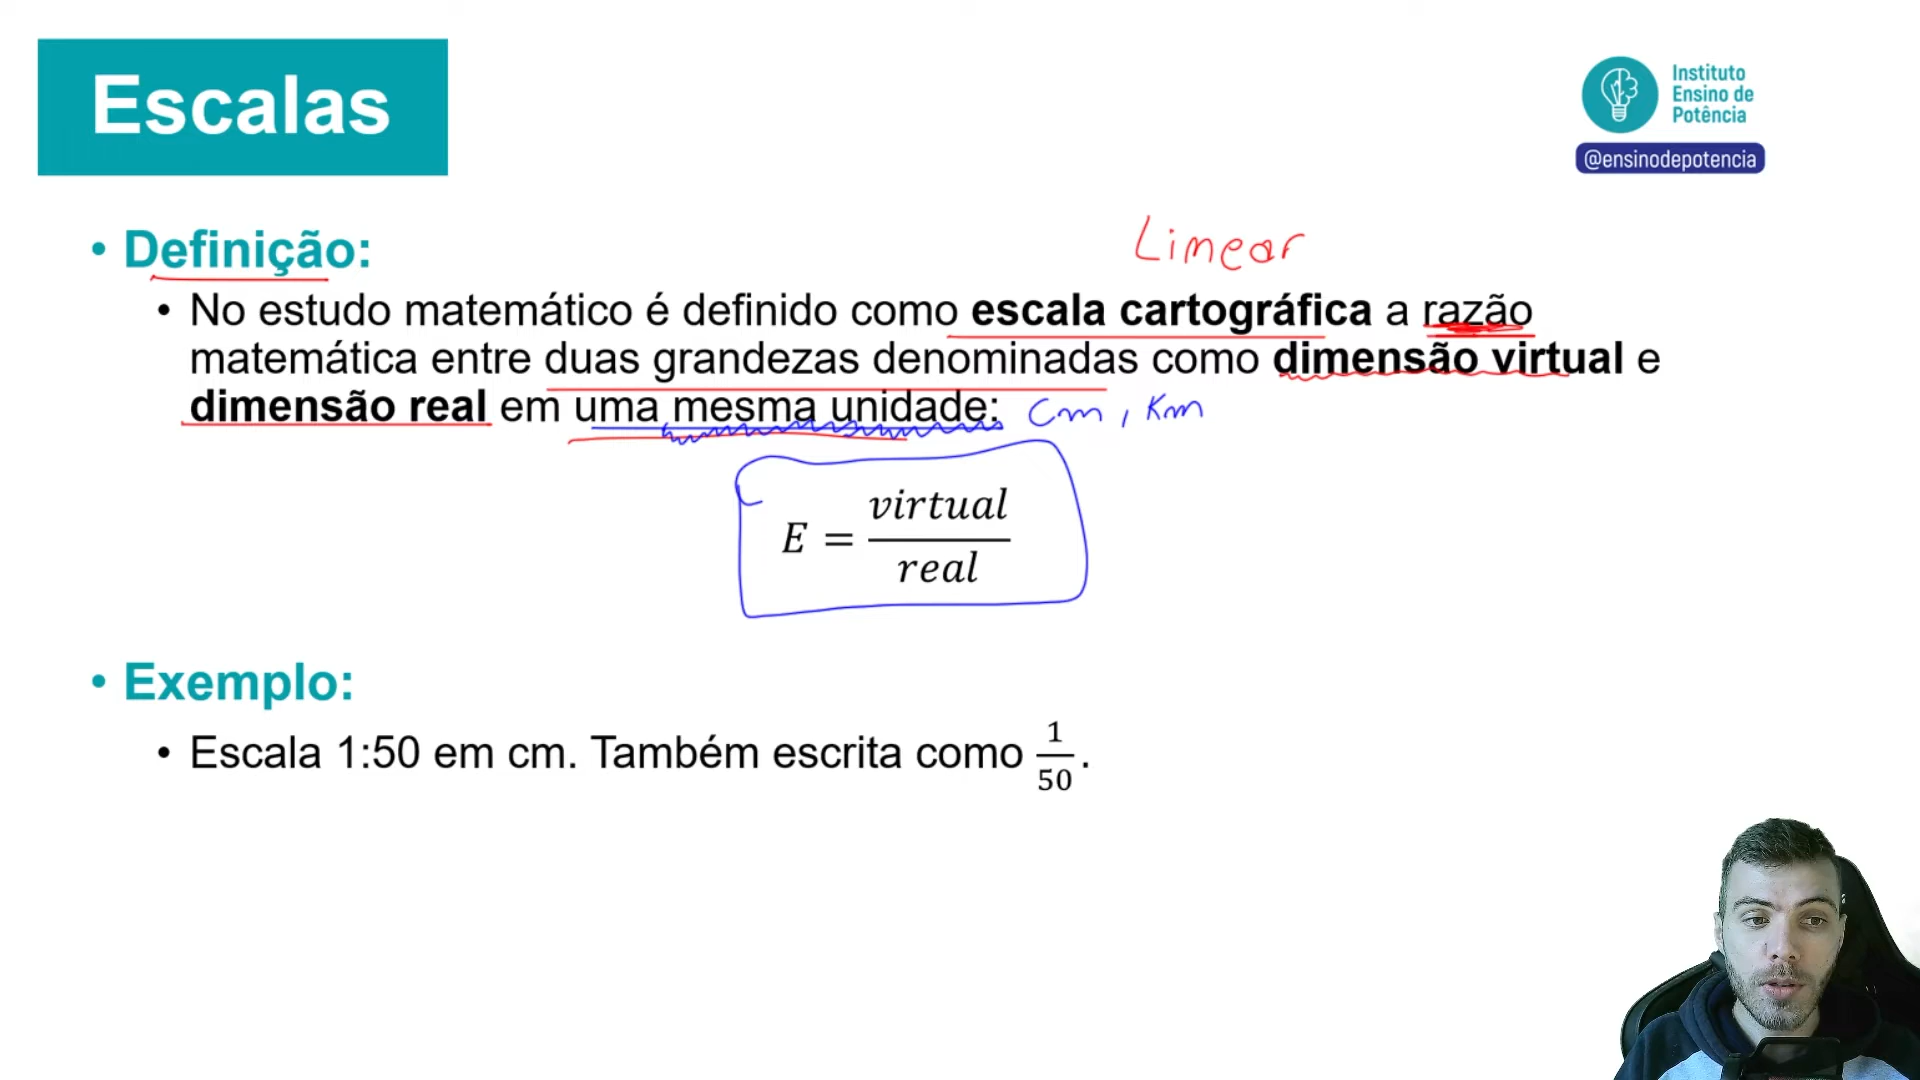 Escalas
Instituto
Ensino de
Potência
@ensinodepotencia
• Definição:
Linear
• No estudo matemático é definido como escala cartográfica a razão
matemática entre duas grandezas denominadas como dimensão virtual e
dimensão real em uma mesma unidade: cm, km
E = virtual/real
• Exemplo:
• Escala 1:50 em cm. Também escrita como 1/50.